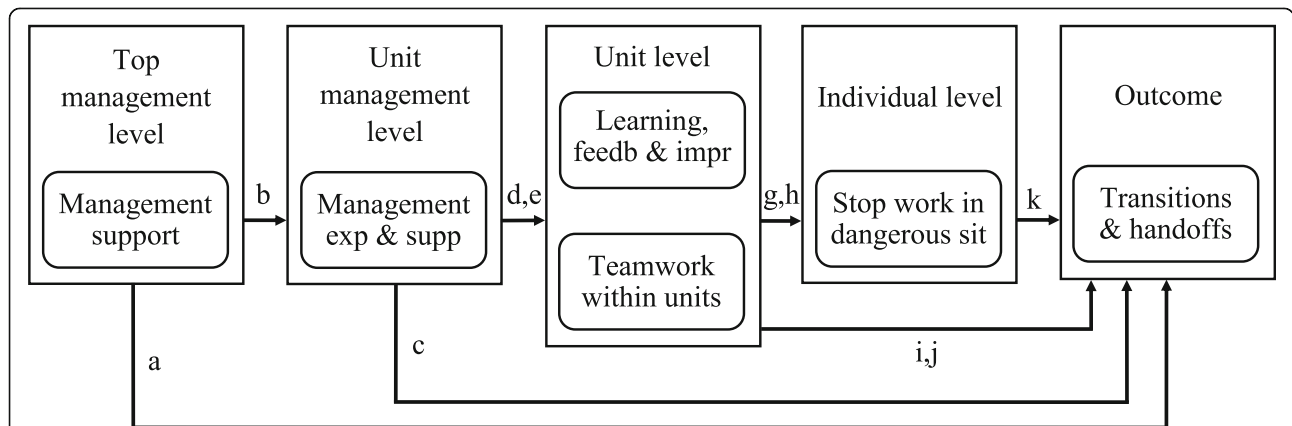 Top
management
level
Management
support
b
a
Unit
management
level
Management
exp & supp
d,e
c
Unit level
Learning,
feedb & impr
Teamwork
within units
g,h
i,j
Individual level
Stop work in
dangerous sit
k
Outcome
Transitions
& handoffs